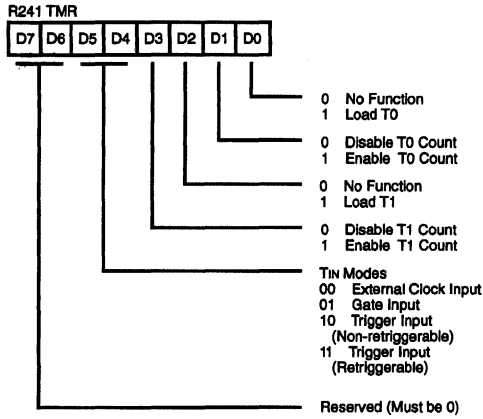 R241 TMR
D7 D6 D5 D4 D3 D2 D1 D0
0 No Function
1 Load T0
0 Disable T0 Count
1 Enable T0 Count
0 No Function
1 Load T1
0 Disable T1 Count
1 Enable T1 Count
TIN Modes
00 External Clock Input
01 Gate Input
10 Trigger Input
(Non-retriggerable)
11 Trigger Input
(Retriggerable)
Reserved (Must be 0)